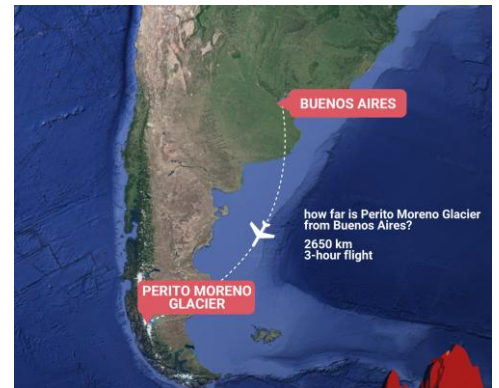 BUENOS AIRES
how far is Perito Moreno Glacier
from Buenos Aires?
2650 km
3-hour flight
PERITO MORENO
GLACIER